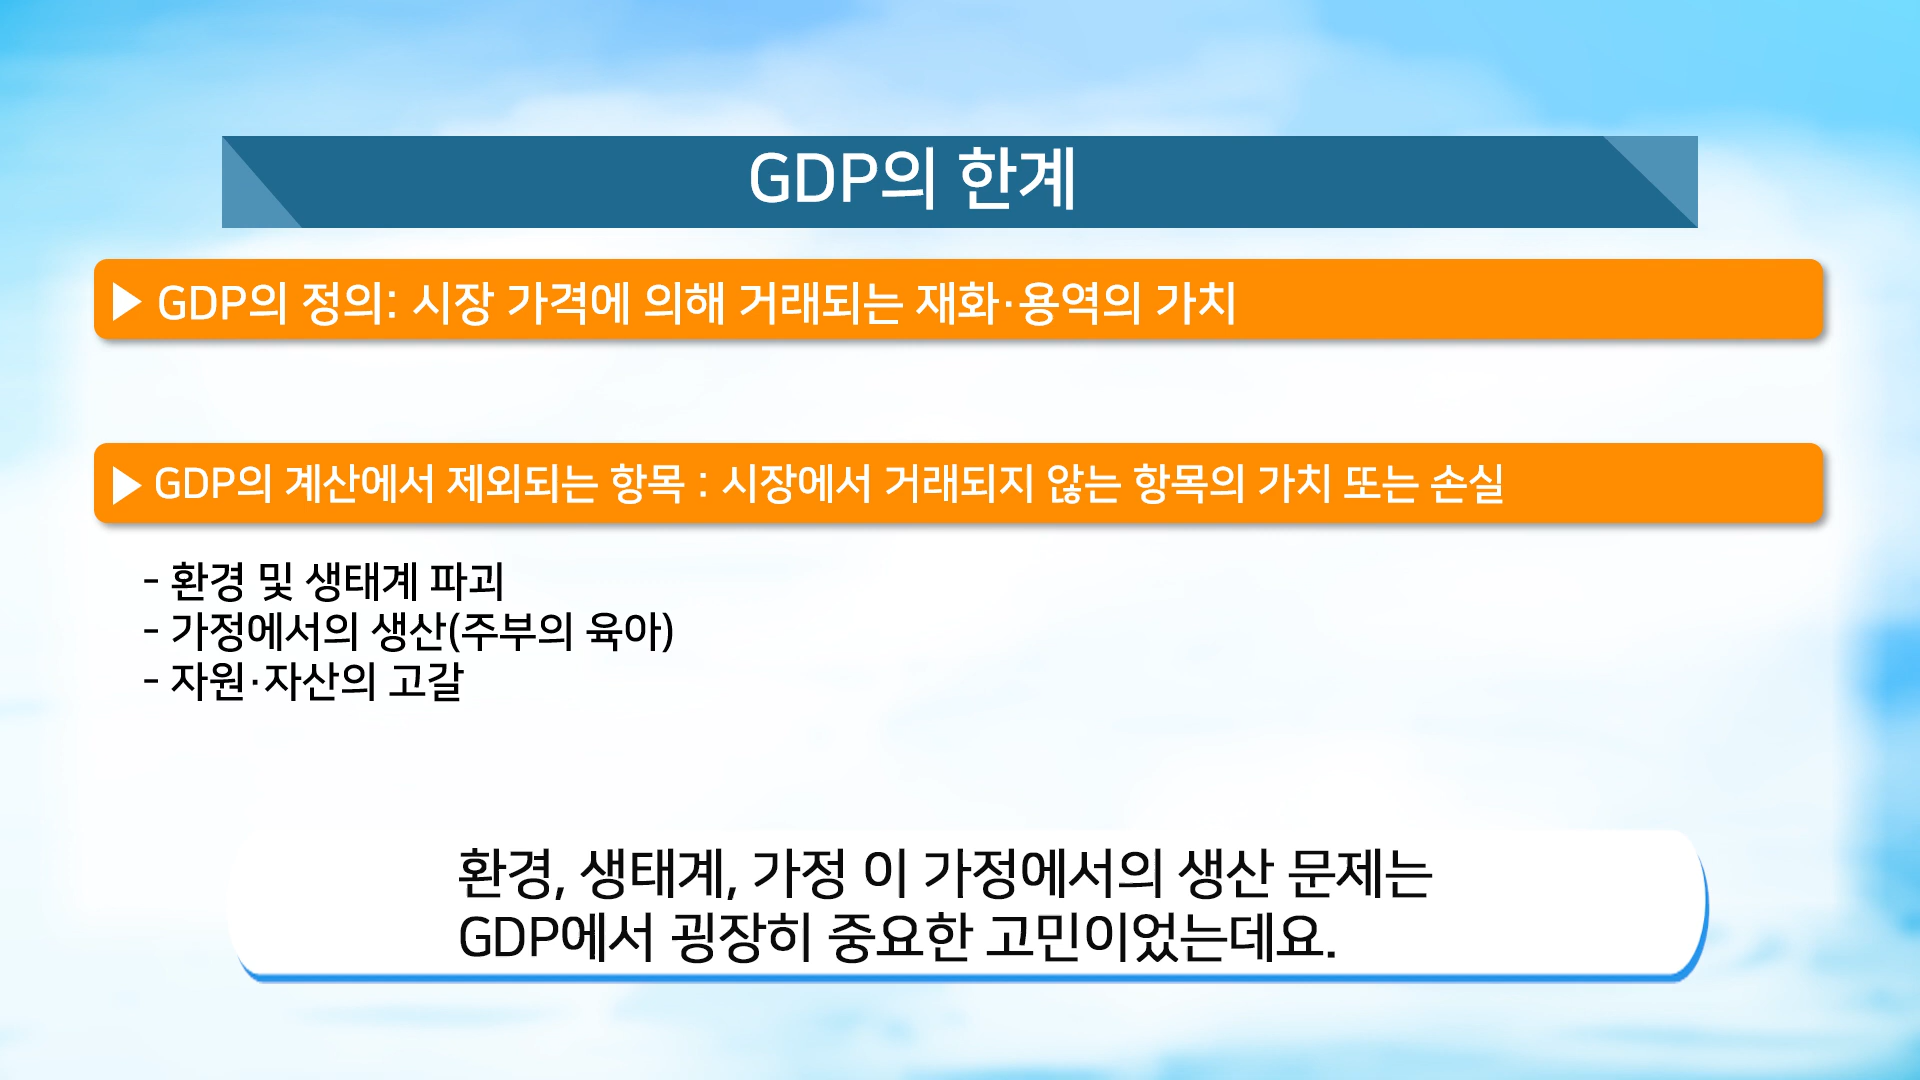 GDP의 한계
▶ GDP의 정의: 시장 가격에 의해 거래되는 재화·용역의 가치
▶ GDP의 계산에서 제외되는 항목 : 시장에서 거래되지 않는 항목의 가치 또는 손실
- 환경 및 생태계 파괴
- 가정에서의 생산(주부의 육아)
- 자원·자산의 고갈
환경, 생태계, 가정 이 가정에서의 생산 문제는
GDP에서 굉장히 중요한 고민이었는데요.